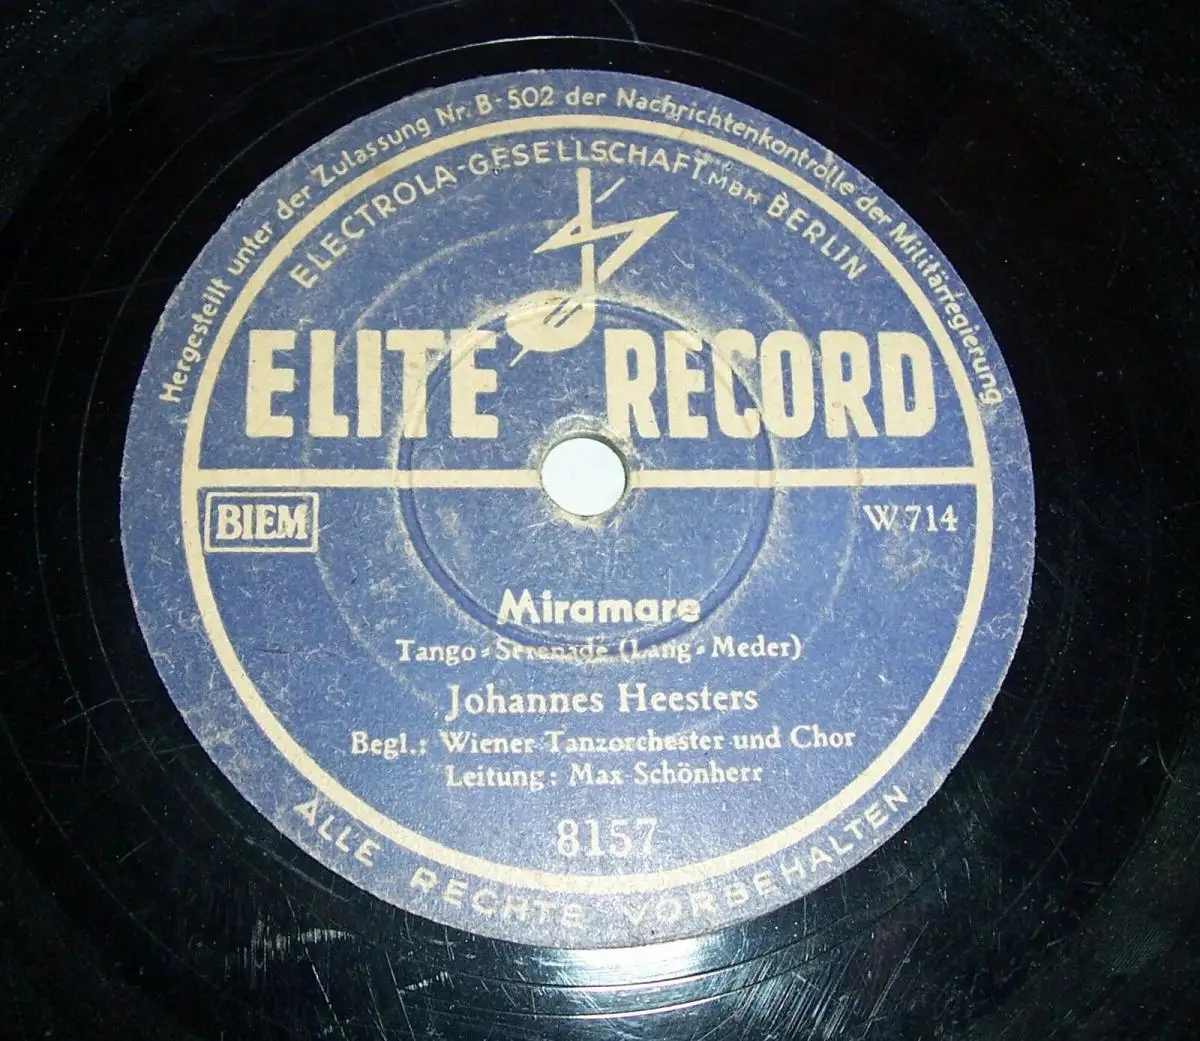 Hergestellt unter der Zulassung Nr. B-502 der Nachrichtenkontrolle der Militärregierung
ELECTROLA-GESELLSCHAFT MBH BERLIN
ELITE RECORD
BIEM
W 714
Miramare
Tango-Serenade (Lang-Meder)
Johannes Heesters
Begl.: Wiener Tanzorchester und Chor
Leitung: Max Schönherr
8157
ALLE RECHTE VORBEHALTEN